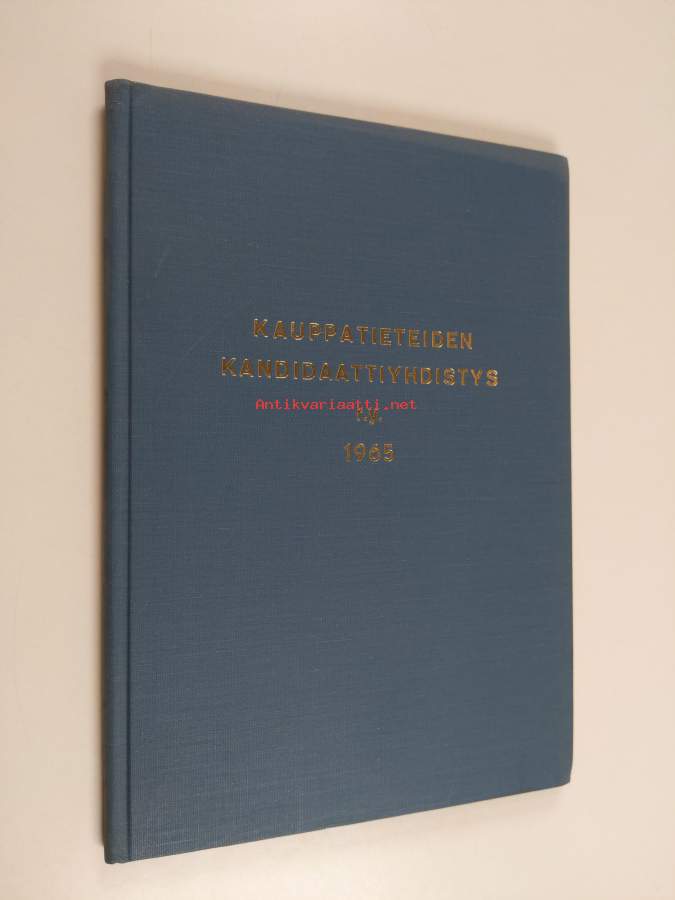 KAUPPATIETEIDEN
KANDIDAATTIYHDISTYS
Antikvariaatti.net
r.y.
1965